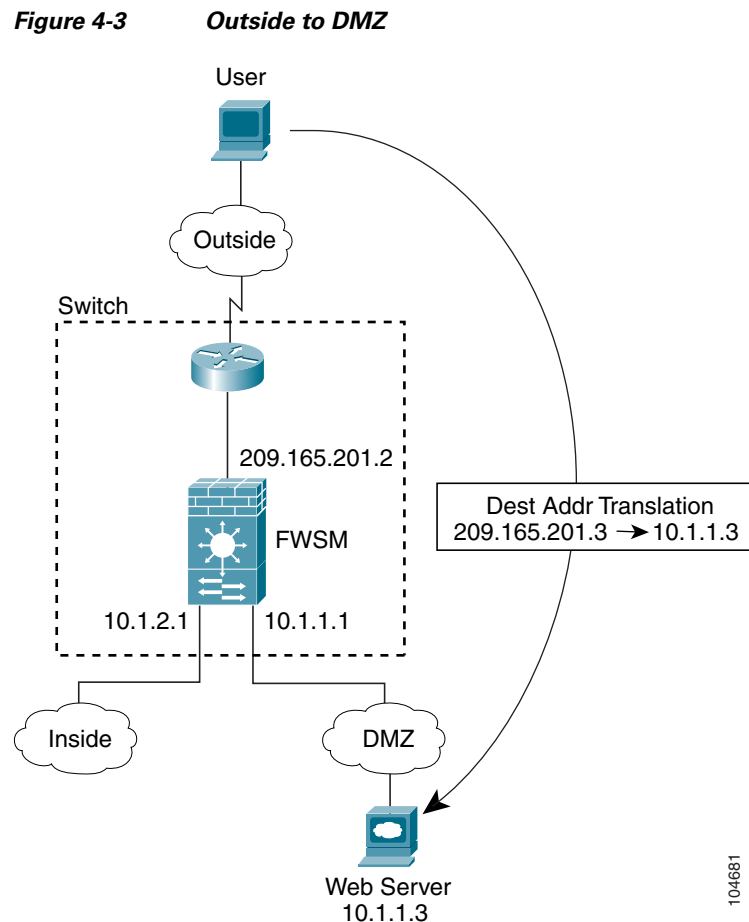 Figure 4-3 Outside to DMZ
User
Outside
Switch
209.165.201.2
Dest Addr Translation
209.165.201.3 → 10.1.1.3
FWSM
10.1.2.1 10.1.1.1
Inside
DMZ
Web Server
10.1.1.3
104681